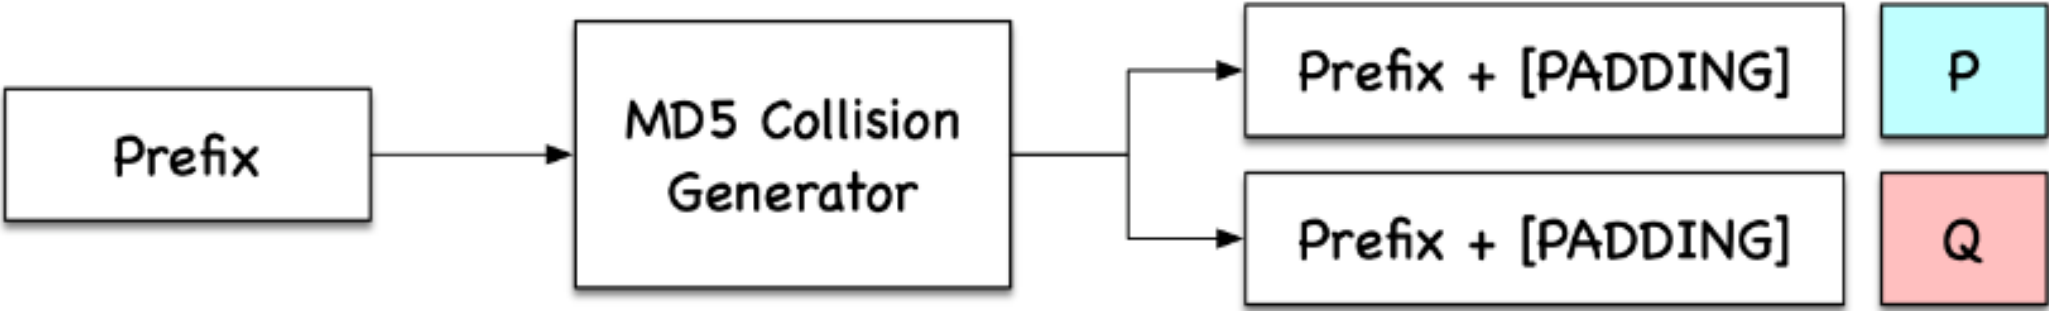 Prefix
MD5 Collision
Generator
Prefix + [PADDING]
P
Prefix + [PADDING]
Q